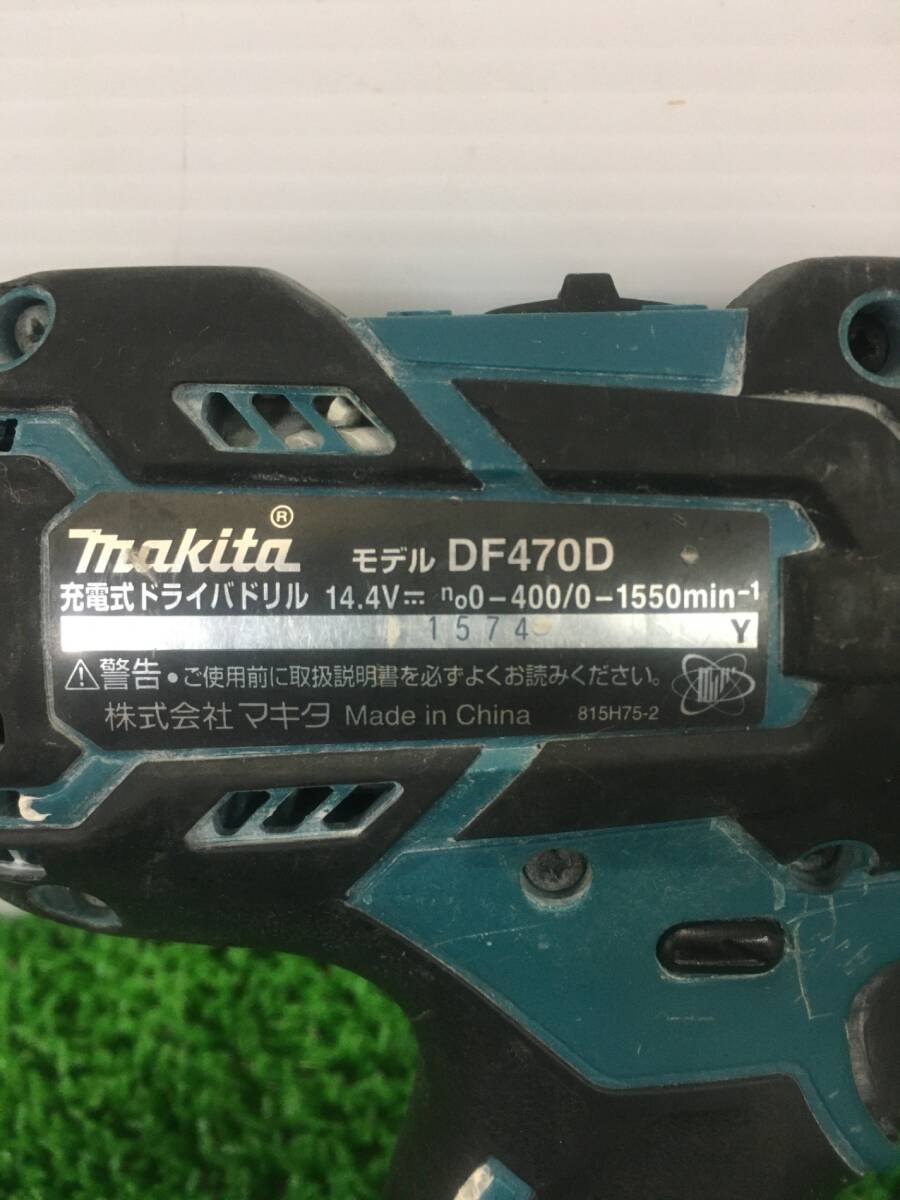 makita® モデル DF470D
充電式ドライバドリル 14.4V⎓ n₀0-400/0-1550min⁻¹
1574 Y
⚠警告 ●ご使用前に取扱説明書を必ずよくお読みください。
株式会社マキタ Made in China 815H75-2